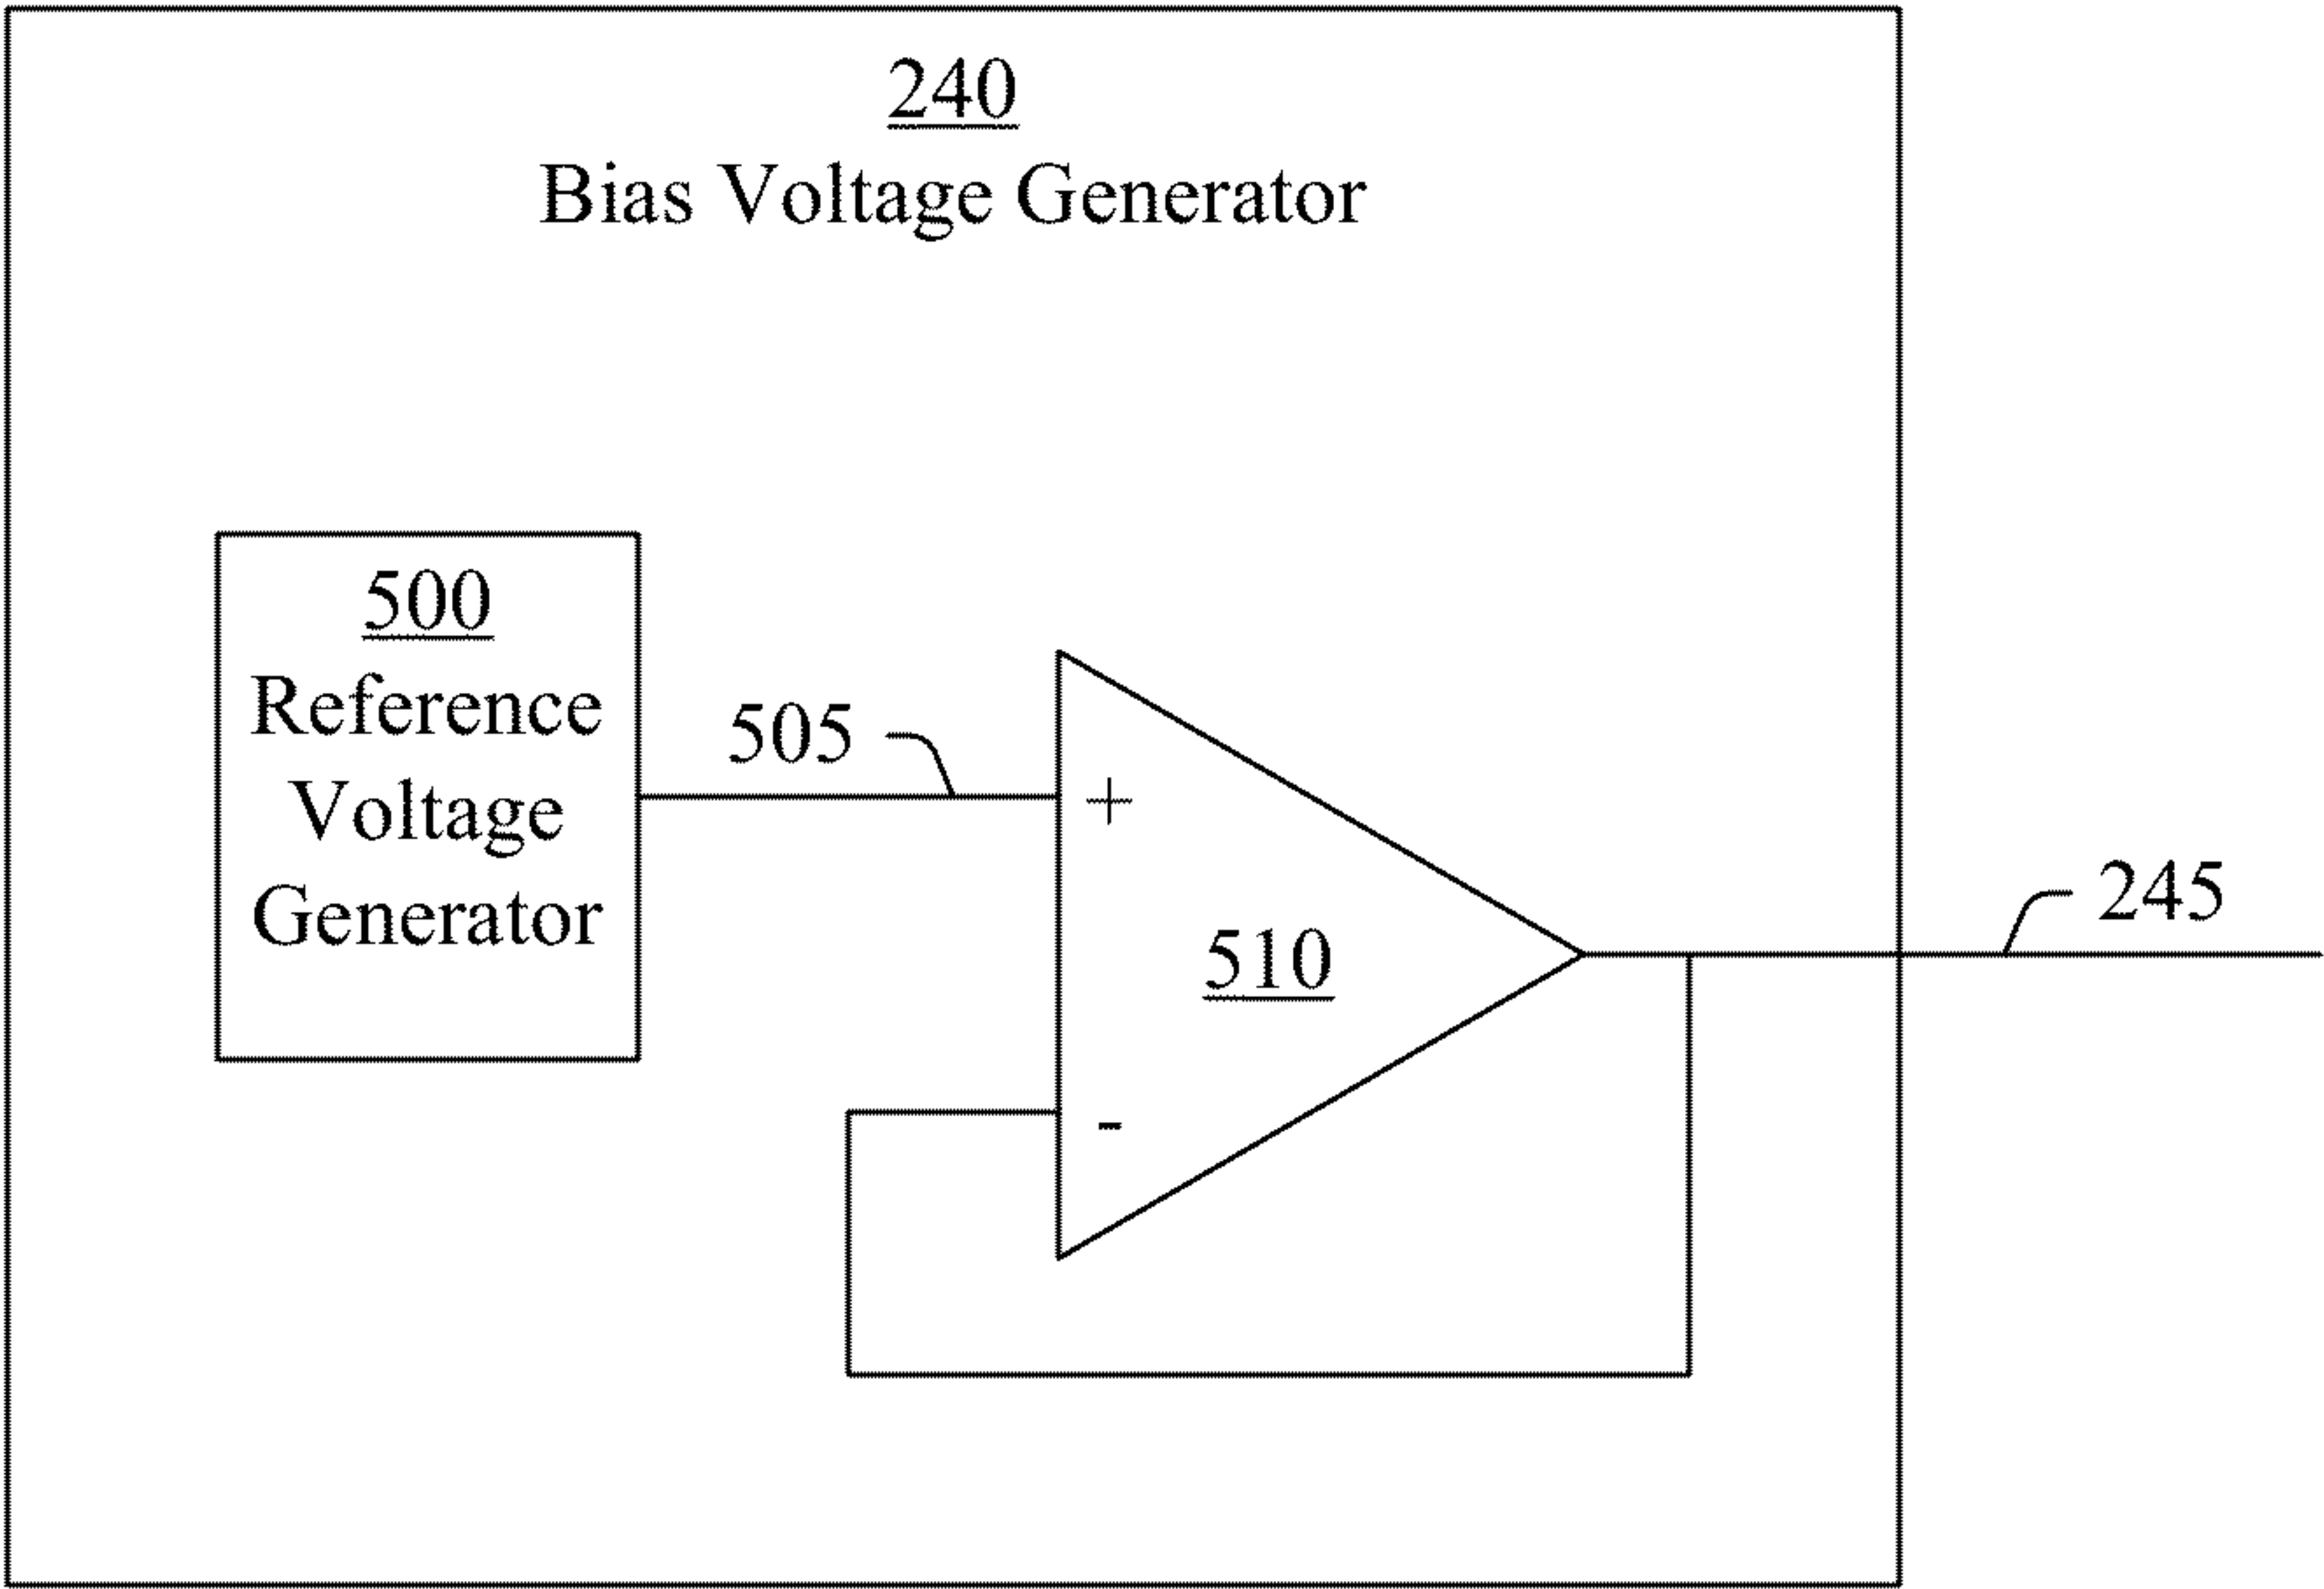 240
Bias Voltage Generator
500
Reference
Voltage
Generator
505
+
510
245
-